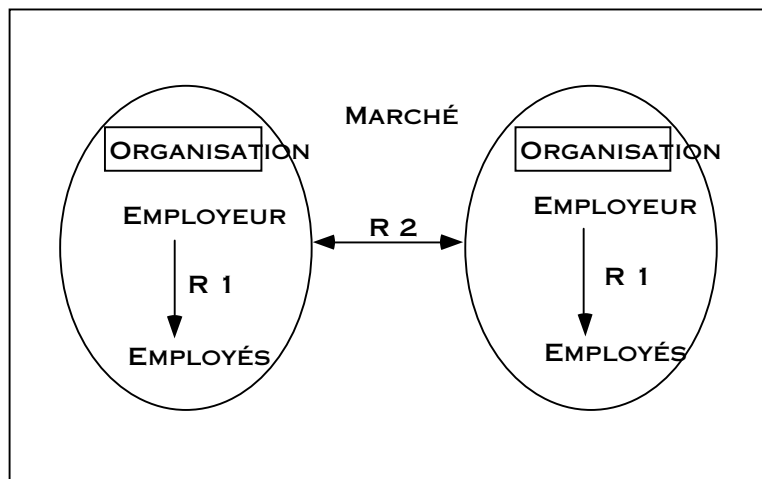 MARCHÉ
ORGANISATION
EMPLOYEUR
R 1
EMPLOYÉS
R 2
ORGANISATION
EMPLOYEUR
R 1
EMPLOYÉS